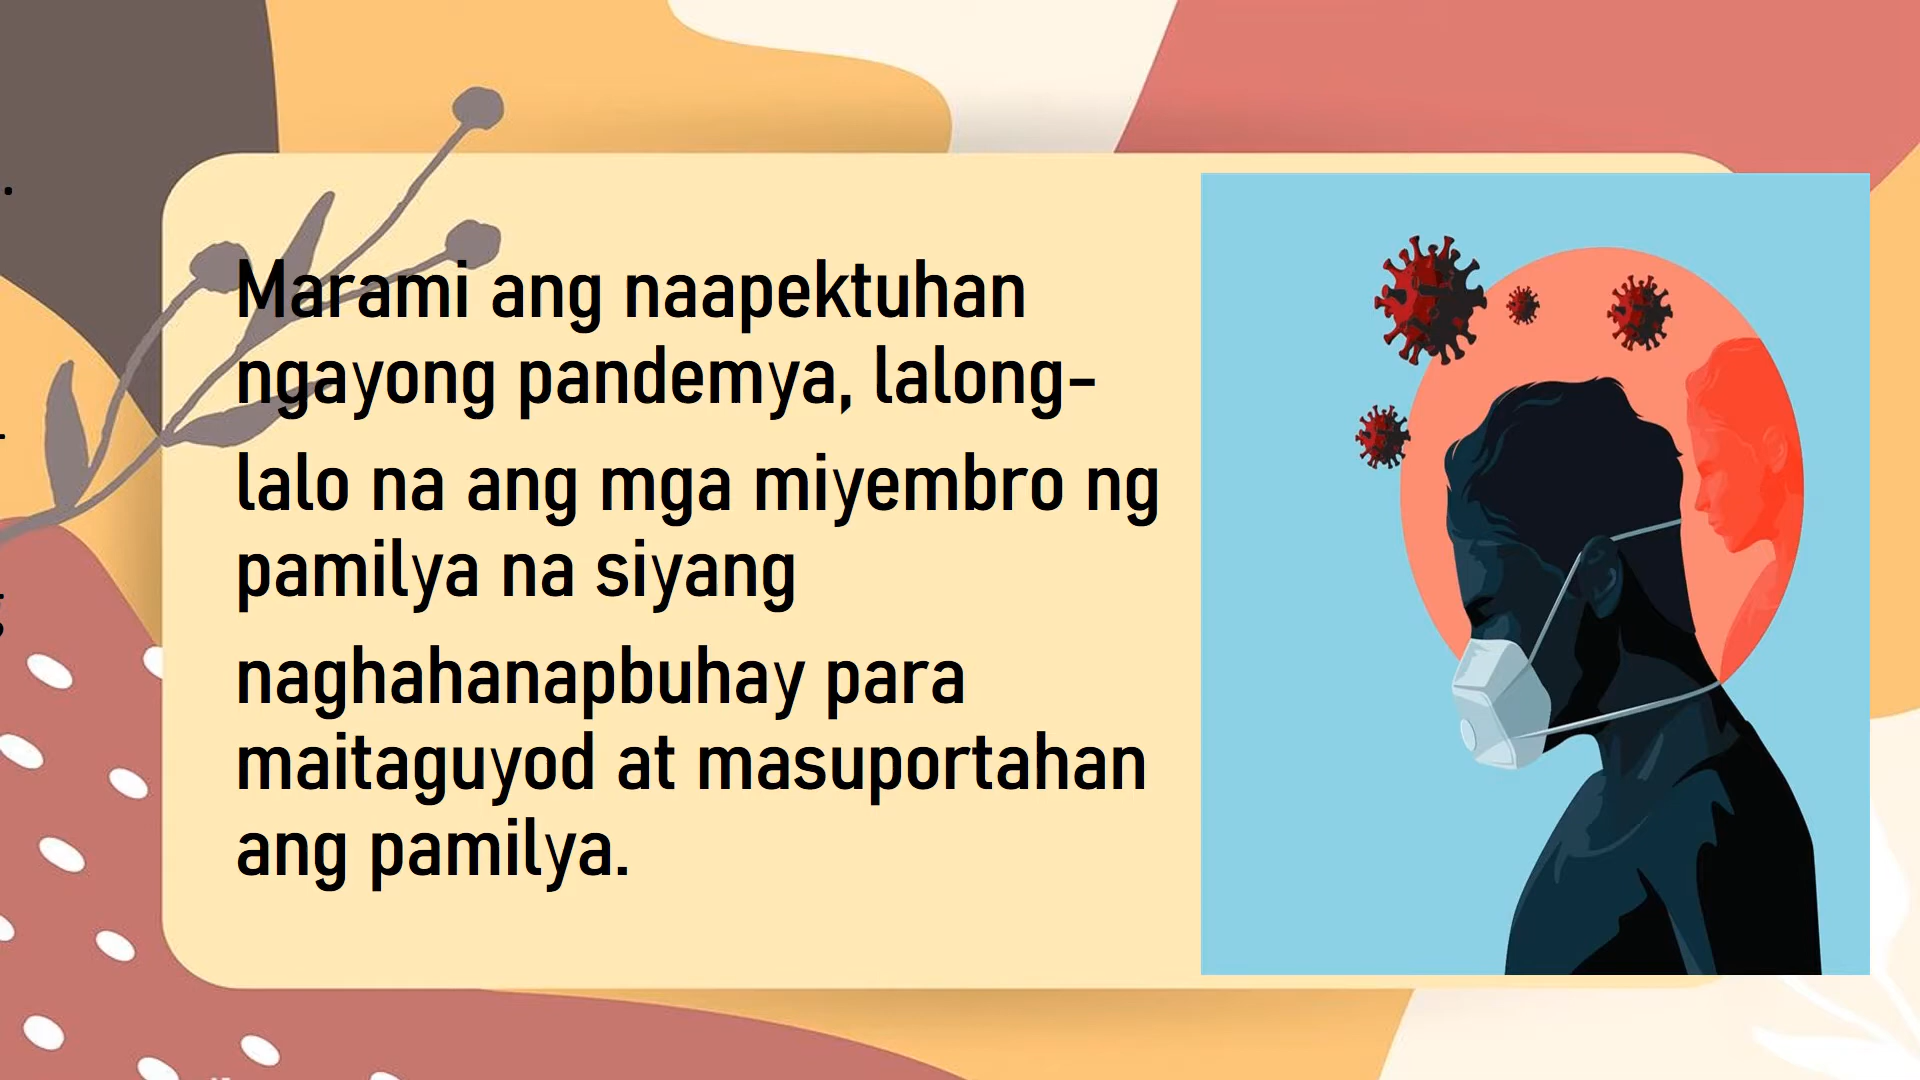 Marami ang naapektuhan
ngayong pandemya, lalong-
lalo na ang mga miyembro ng
pamilya na siyang
naghahanapbuhay para
maitaguyod at masuportahan
ang pamilya.